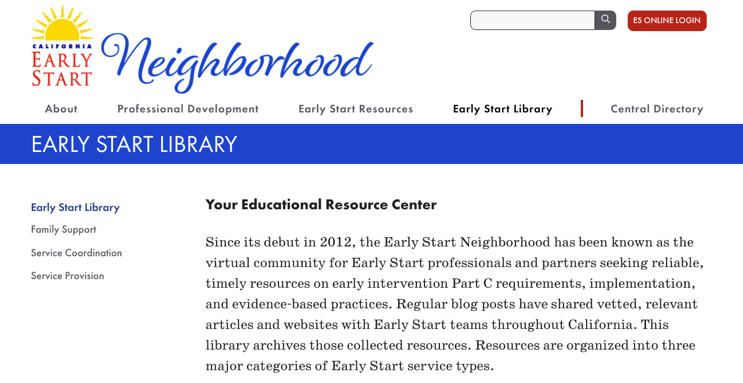 CALIFORNIA
EARLY
START
Neighborhood
ES ONLINE LOGIN
About
Professional Development
Early Start Resources
Early Start Library
Central Directory
EARLY START LIBRARY
Early Start Library
Family Support
Service Coordination
Service Provision
Your Educational Resource Center
Since its debut in 2012, the Early Start Neighborhood has been known as the
virtual community for Early Start professionals and partners seeking reliable,
timely resources on early intervention Part C requirements, implementation,
and evidence-based practices. Regular blog posts have shared vetted, relevant
articles and websites with Early Start teams throughout California. This
library archives those collected resources. Resources are organized into three
major categories of Early Start service types.